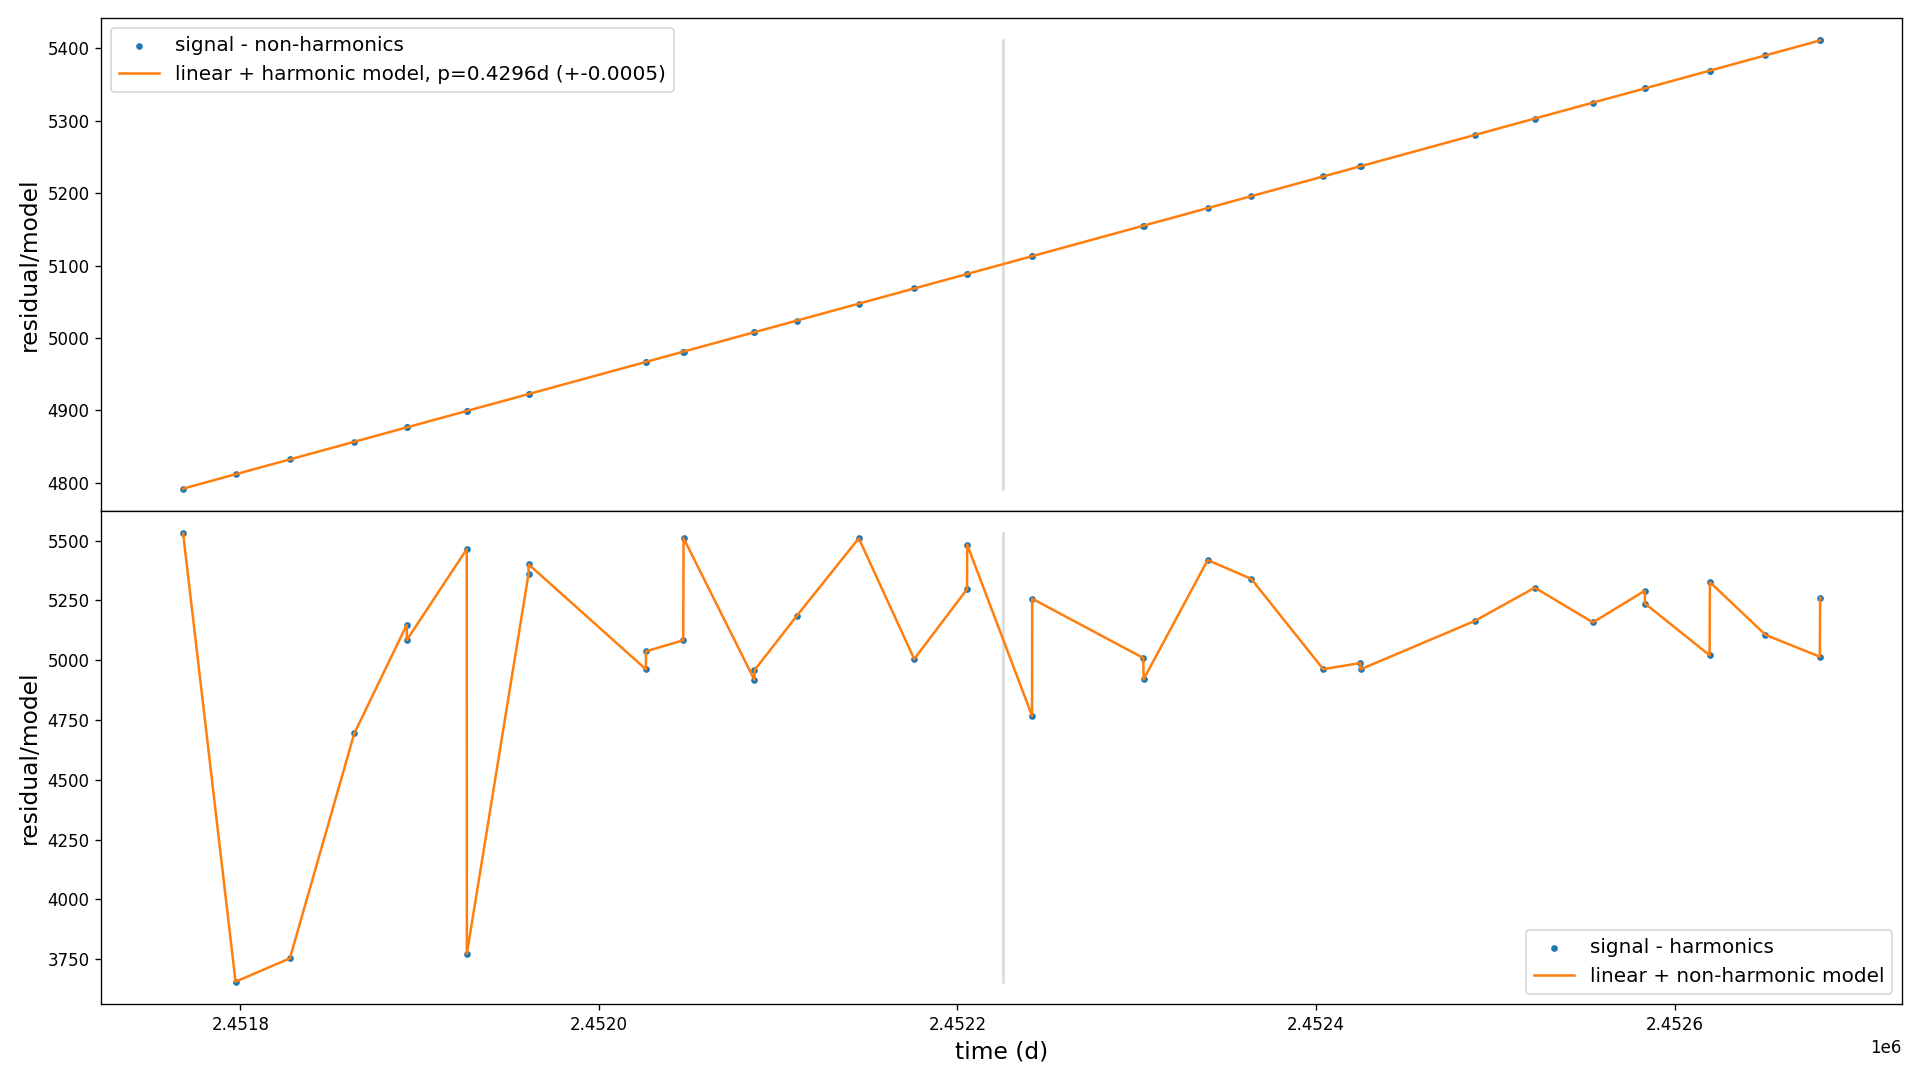 signal - non-harmonics
linear + harmonic model, p=0.4296d (+-0.0005)
5400
5300
5200
5100
5000
4900
4800
residual/model
5500
5250
5000
4750
4500
4250
4000
3750
residual/model
signal - harmonics
linear + non-harmonic model
2.4518
2.4520
2.4522
2.4524
2.4526
time (d)
1e6